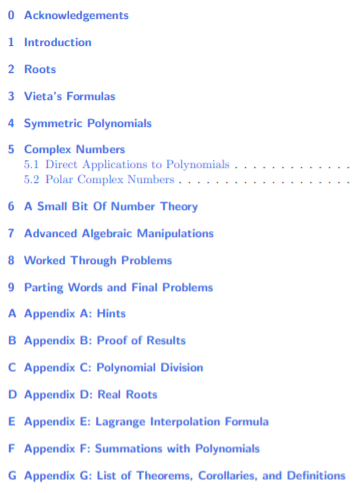 0 Acknowledgements
1 Introduction
2 Roots
3 Vieta's Formulas
4 Symmetric Polynomials
5 Complex Numbers
5.1 Direct Applications to Polynomials . . . . . . . . . . . . .
5.2 Polar Complex Numbers . . . . . . . . . . . . . . . . . . .
6 A Small Bit Of Number Theory
7 Advanced Algebraic Manipulations
8 Worked Through Problems
9 Parting Words and Final Problems
A Appendix A: Hints
B Appendix B: Proof of Results
C Appendix C: Polynomial Division
D Appendix D: Real Roots
E Appendix E: Lagrange Interpolation Formula
F Appendix F: Summations with Polynomials
G Appendix G: List of Theorems, Corollaries, and Definitions